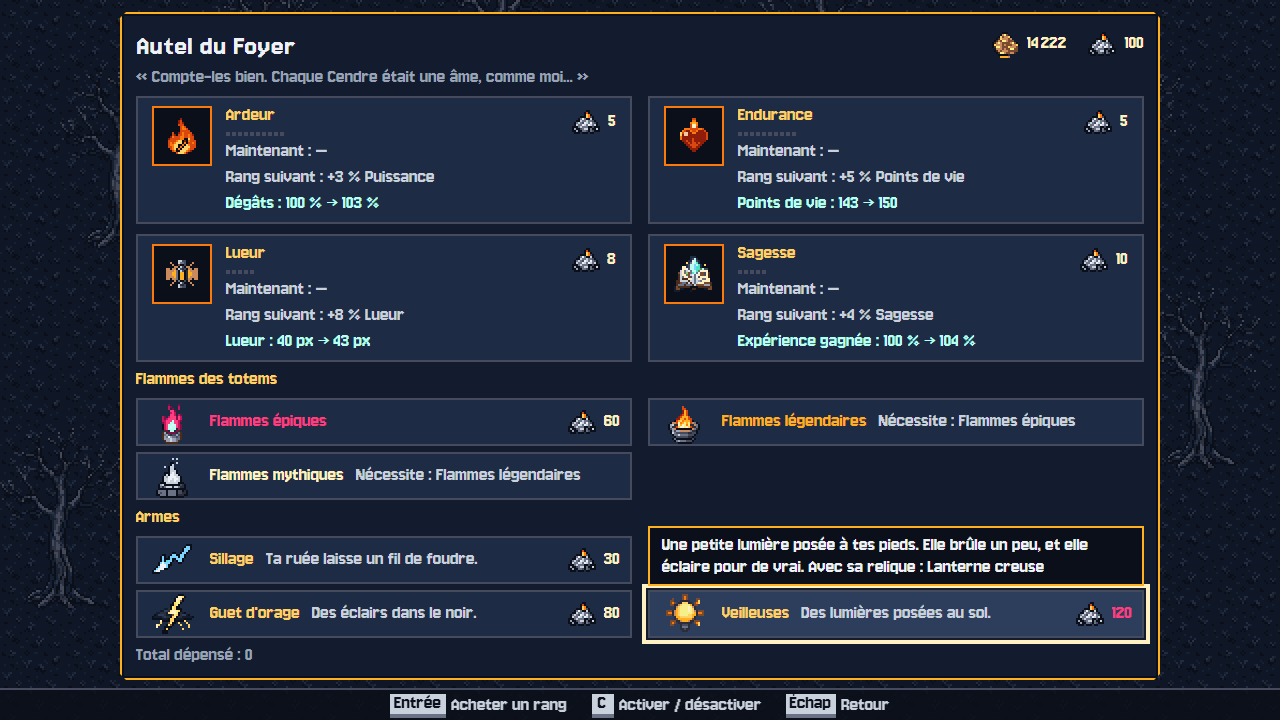 Autel du Foyer
14 222
100
« Compte-les bien. Chaque Cendre était une âme, comme moi... »
Ardeur
5
Maintenant : —
Rang suivant : +3 % Puissance
Dégâts : 100 % → 103 %
Endurance
5
Maintenant : —
Rang suivant : +5 % Points de vie
Points de vie : 143 → 150
Lueur
8
Maintenant : —
Rang suivant : +8 % Lueur
Lueur : 40 px → 43 px
Sagesse
10
Maintenant : —
Rang suivant : +4 % Sagesse
Expérience gagnée : 100 % → 104 %
Flammes des totems
Flammes épiques 60
Flammes légendaires Nécessite : Flammes épiques
Flammes mythiques Nécessite : Flammes légendaires
Armes
Sillage Ta ruée laisse un fil de foudre. 30
Une petite lumière posée à tes pieds. Elle brûle un peu, et elle
éclaire pour de vrai. Avec sa relique : Lanterne creuse
Guet d'orage Des éclairs dans le noir. 80
Veilleuses Des lumières posées au sol. 120
Total dépensé : 0
Entrée Acheter un rang C Activer / désactiver Échap Retour